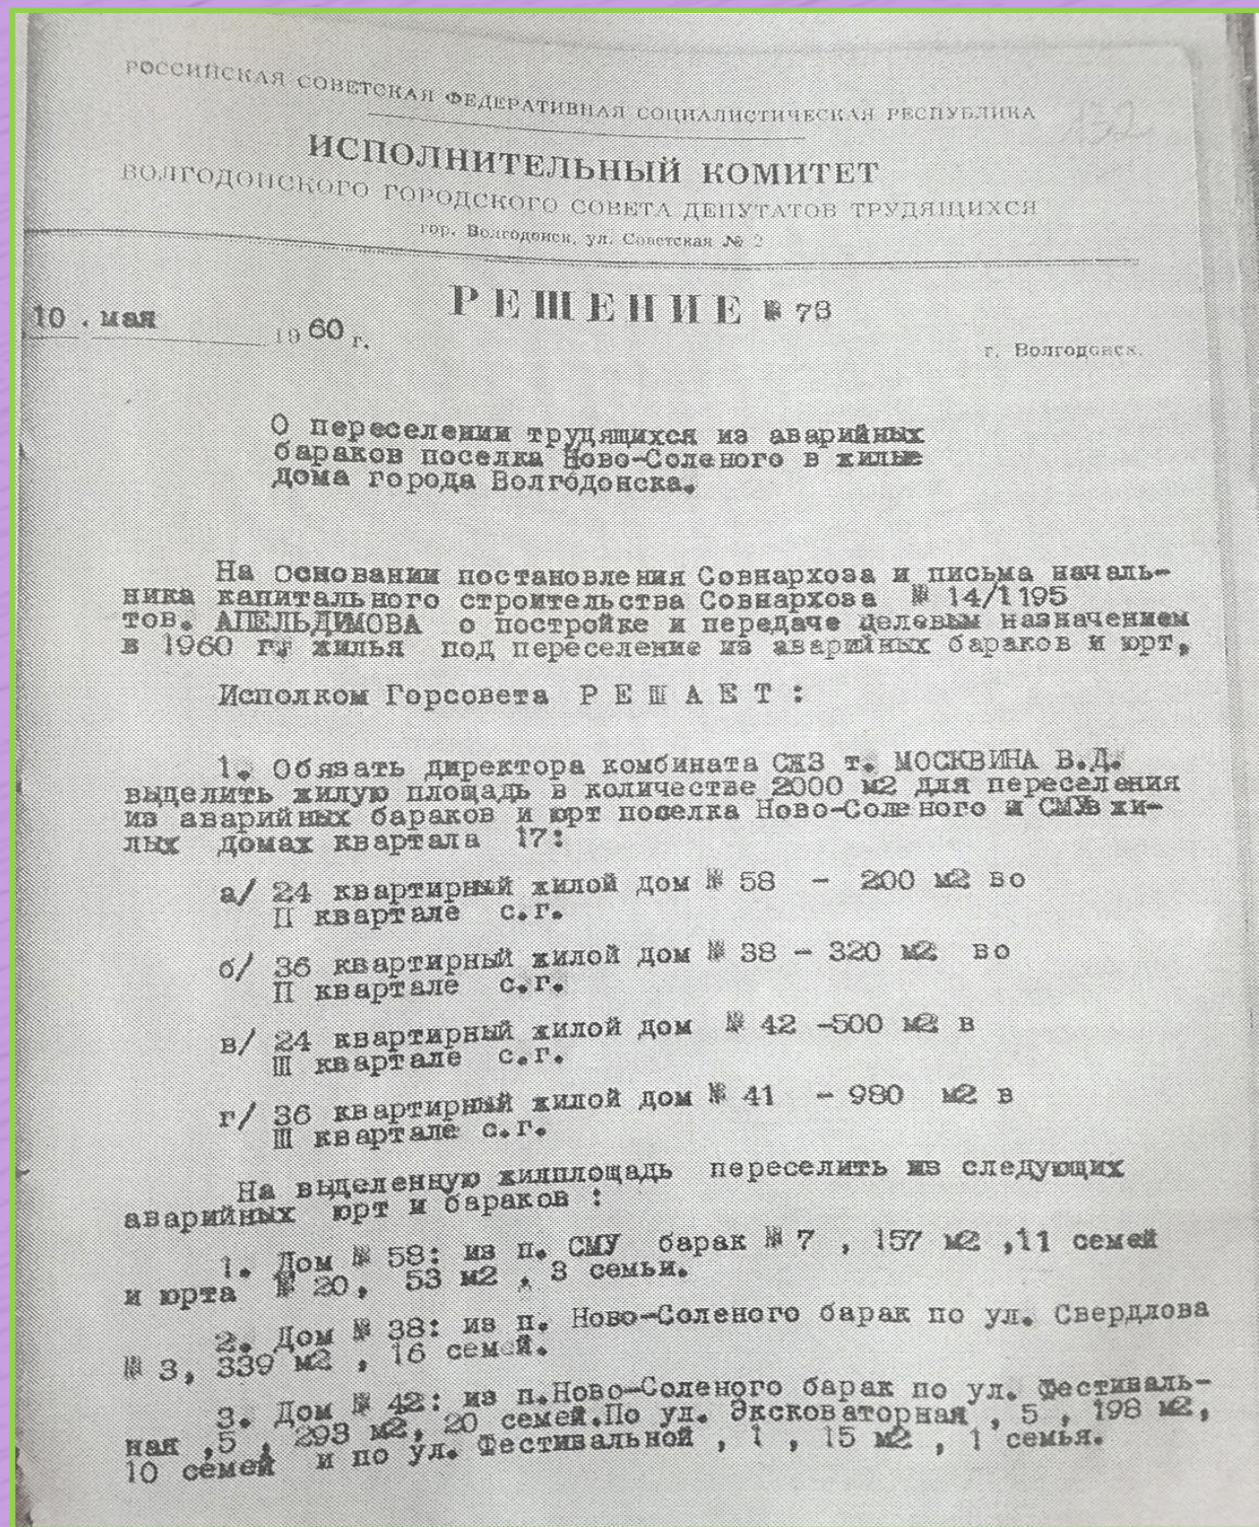 РОССИЙСКАЯ СОВЕТСКАЯ ФЕДЕРАТИВНАЯ СОЦИАЛИСТИЧЕСКАЯ РЕСПУБЛИКА
132
ИСПОЛНИТЕЛЬНЫЙ КОМИТЕТ
ВОЛГОДОНСКОГО ГОРОДСКОГО СОВЕТА ДЕПУТАТОВ ТРУДЯЩИХСЯ
гор. Волгодонск, ул. Советская № 2
РЕШЕНИЕ № 73
10 . мая 1960 г.
г. Волгодонск.
О переселении трудящихся из аварийных
бараков поселка Ново-Соленого в жилые
дома города Волгодонска.
На основании постановления Совнархоза и письма началь-
ника капитального строительства Совнархоза № 14/1195
тов. АПЕЛЬДИМОВА о постройке и передаче целевым назначением
в 1960 г. жилья под переселение из аварийных бараков и юрт,
Исполком Горсовета Р Е Ш А Е Т :
1. Обязать директора комбината СЖЗ т. МОСКВИНА В.Д.
выделить жилую площадь в количестве 2000 м2 для переселения
из аварийных бараков и юрт поселка Ново-Соленого и СМУв жи-
лых домах квартала 17:
а/ 24 квартирный жилой дом № 58 - 200 м2 во
II квартале с.г.
б/ 36 квартирный жилой дом № 38 - 320 м2 во
II квартале с.г.
в/ 24 квартирный жилой дом № 42 -500 м2 в
III квартале с.г.
г/ 36 квартирный жилой дом № 41 - 980 м2 в
III квартале с.г.
На выделенную жилплощадь переселить из следующих
аварийных юрт и бараков :
1. Дом № 58: из п. СМУ барак № 7 , 157 м2 ,11 семей
и юрта № 20, 53 м2 , 3 семьи.
2. Дом № 38: из п. Ново-Соленого барак по ул. Свердлова
№ 3, 339 м2 , 16 семей.
3. Дом № 42: из п.Ново-Соленого барак по ул. Фестиваль-
ная ,5 , 293 м2, 20 семей.По ул. Эксковаторная , 5 , 198 м2,
10 семей и по ул. Фестивальной , 1 , 15 м2 , 1 семья.